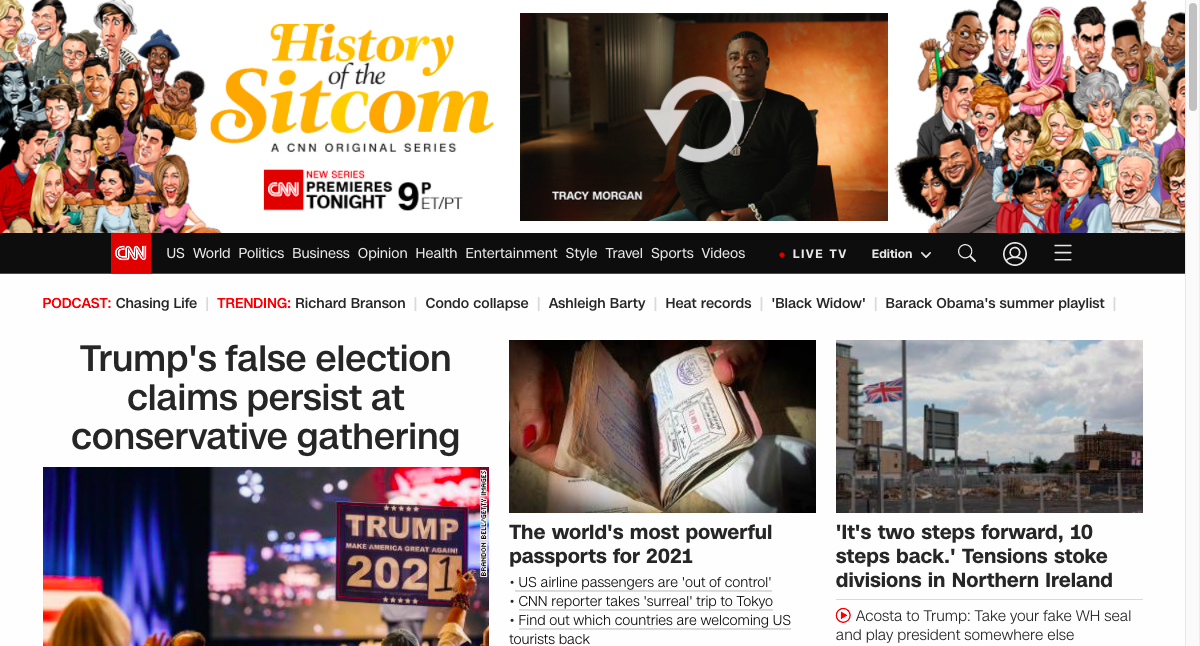 History
of the
Sitcom
A CNN ORIGINAL SERIES
CNN
NEW SERIES
PREMIERES
TONIGHT
9P
ET/PT
TRACY MORGAN
CNN US World Politics Business Opinion Health Entertainment Style Travel Sports Videos • LIVE TV Edition
PODCAST: Chasing Life | TRENDING: Richard Branson | Condo collapse | Ashleigh Barty | Heat records | 'Black Widow' | Barack Obama's summer playlist |
Trump's false election
claims persist at
conservative gathering
BRANDON BELL/GETTY IMAGES
TRUMP
MAKE AMERICA GREAT AGAIN!
2021
The world's most powerful
passports for 2021
• US airline passengers are 'out of control'
• CNN reporter takes 'surreal' trip to Tokyo
• Find out which countries are welcoming US
tourists back
'It's two steps forward, 10
steps back.' Tensions stoke
divisions in Northern Ireland
Acosta to Trump: Take your fake WH seal
and play president somewhere else